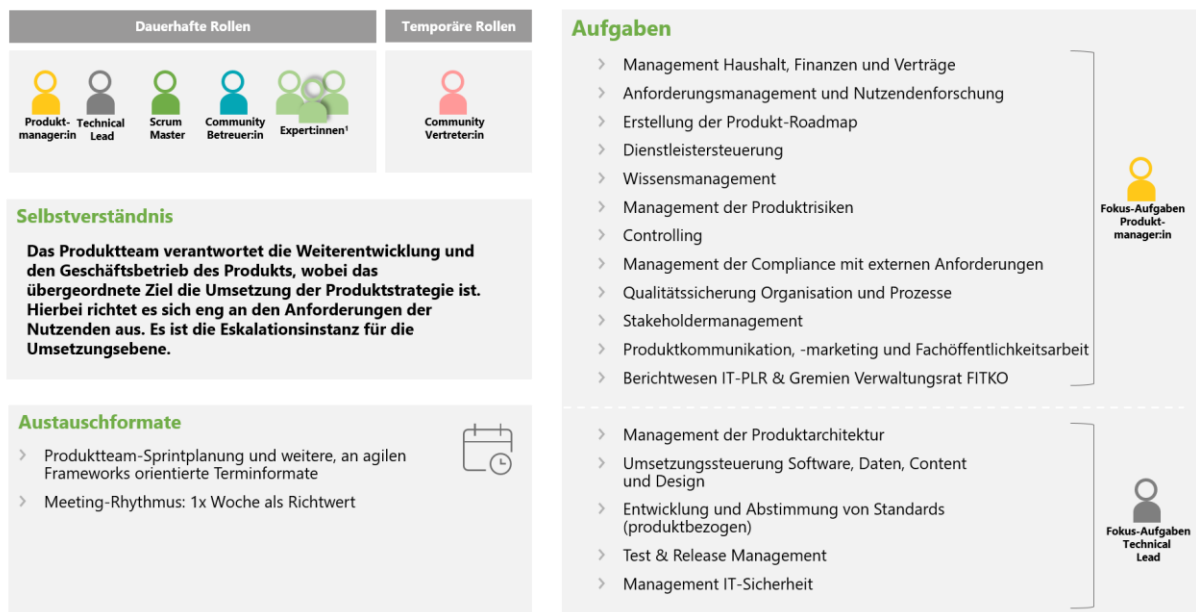 Dauerhafte Rollen
Temporäre Rollen
Produkt-
manager:in
Technical
Lead
Scrum
Master
Community
Betreuer:in
Expert:innen¹
Community
Vertreter:in
Selbstverständnis
Das Produktteam verantwortet die Weiterentwicklung und
den Geschäftsbetrieb des Produkts, wobei das
übergeordnete Ziel die Umsetzung der Produktstrategie ist.
Hierbei richtet es sich eng an den Anforderungen der
Nutzenden aus. Es ist die Eskalationsinstanz für die
Umsetzungsebene.
Austauschformate
Produktteam-Sprintplanung und weitere, an agilen
Frameworks orientierte Terminformate
Meeting-Rhythmus: 1x Woche als Richtwert
Aufgaben
Management Haushalt, Finanzen und Verträge
Anforderungsmanagement und Nutzendenforschung
Erstellung der Produkt-Roadmap
Dienstleistersteuerung
Wissensmanagement
Management der Produktrisiken
Controlling
Management der Compliance mit externen Anforderungen
Qualitätssicherung Organisation und Prozesse
Stakeholdermanagement
Produktkommunikation, -marketing und Fachöffentlichkeitsarbeit
Berichtwesen IT-PLR & Gremien Verwaltungsrat FITKO
Fokus-Aufgaben
Produkt-
manager:in
Management der Produktarchitektur
Umsetzungssteuerung Software, Daten, Content
und Design
Entwicklung und Abstimmung von Standards
(produktbezogen)
Test & Release Management
Management IT-Sicherheit
Fokus-Aufgaben
Technical
Lead